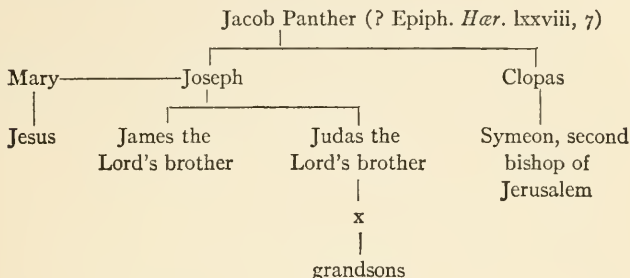 Jacob Panther (? Epiph. Hær. lxxviii, 7)
Mary Joseph Clopas
Jesus James the Judas the Symeon, second
Lord's brother Lord's brother bishop of
Jerusalem
x
grandsons